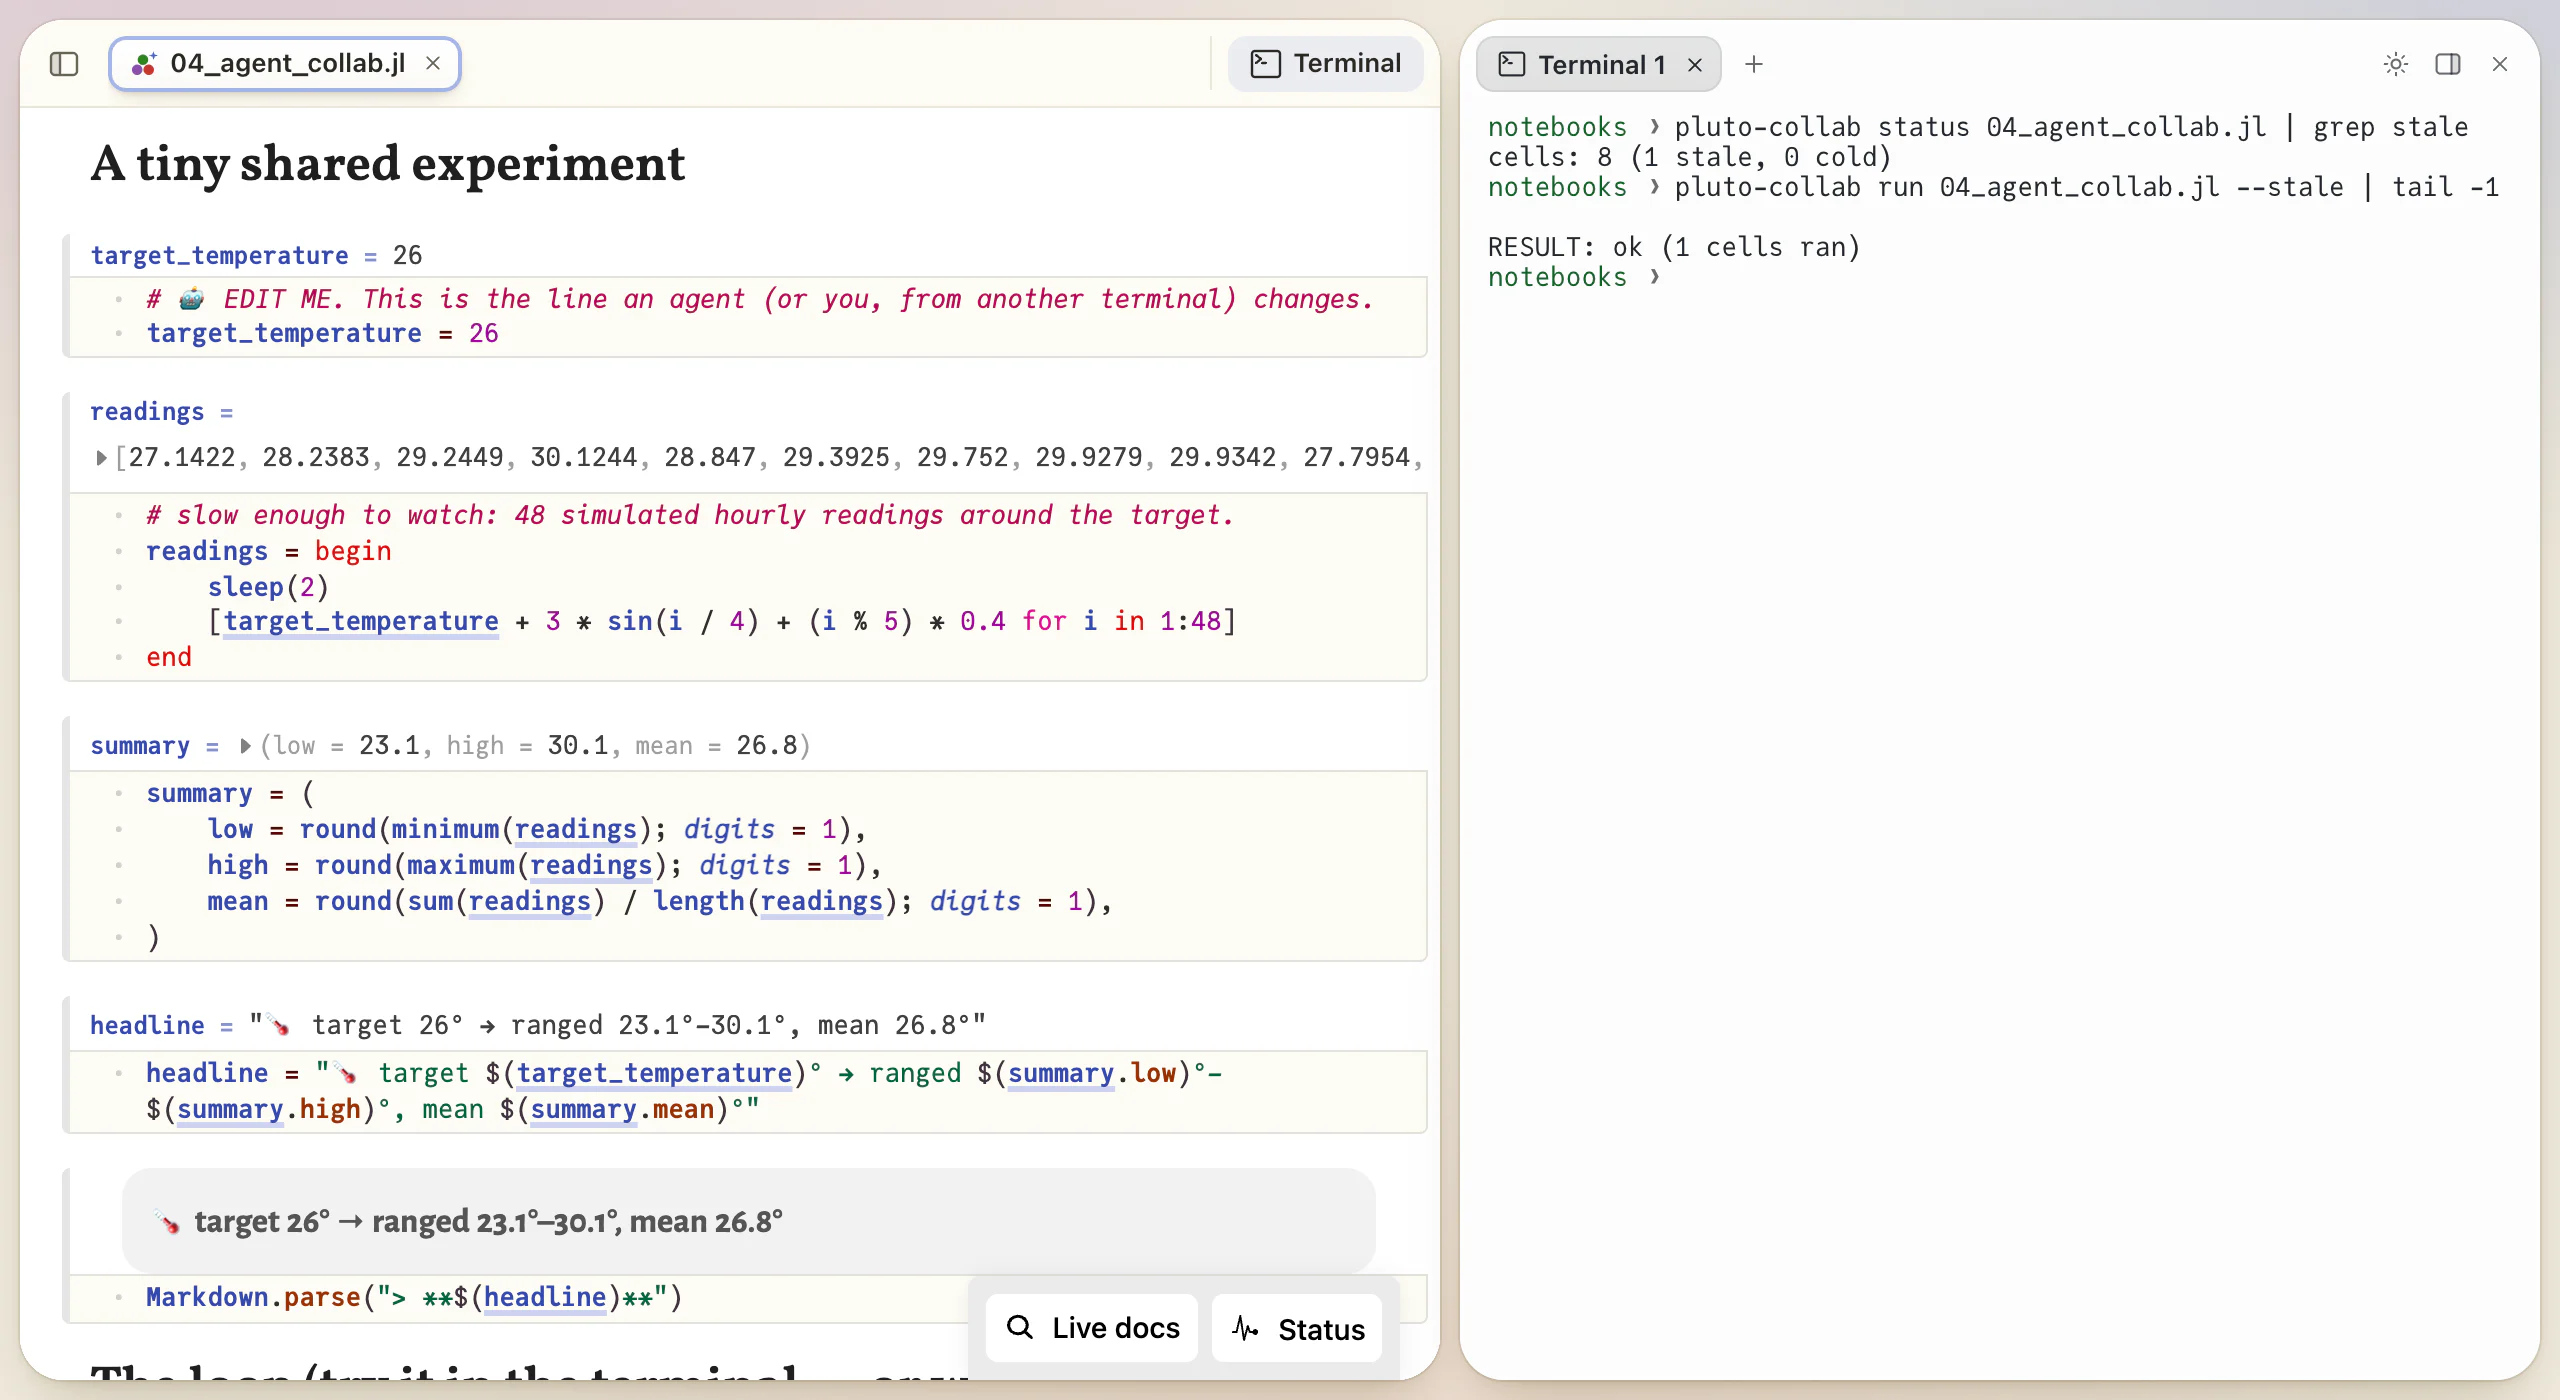 04_agent_collab.jl
Terminal
A tiny shared experiment
target_temperature = 26
# 🤖 EDIT ME. This is the line an agent (or you, from another terminal) changes.
target_temperature = 26
readings =
[27.1422, 28.2383, 29.2449, 30.1244, 28.847, 29.3925, 29.752, 29.9279, 29.9342, 27.7954,
# slow enough to watch: 48 simulated hourly readings around the target.
readings = begin
    sleep(2)
    [target_temperature + 3 * sin(i / 4) + (i % 5) * 0.4 for i in 1:48]
end
summary = (low = 23.1, high = 30.1, mean = 26.8)
summary = (
    low = round(minimum(readings); digits = 1),
    high = round(maximum(readings); digits = 1),
    mean = round(sum(readings) / length(readings); digits = 1),
)
headline = "🌡️ target 26° → ranged 23.1°–30.1°, mean 26.8°"
headline = "🌡️ target $(target_temperature)° → ranged $(summary.low)°–
$(summary.high)°, mean $(summary.mean)°"
🌡️ target 26° → ranged 23.1°–30.1°, mean 26.8°
Markdown.parse("> **$(headline)**")
Live docs
Status
The loop (try it in the terminal
Terminal 1
notebooks › pluto-collab status 04_agent_collab.jl | grep stale
cells: 8 (1 stale, 0 cold)
notebooks › pluto-collab run 04_agent_collab.jl --stale | tail -1
RESULT: ok (1 cells ran)
notebooks ›